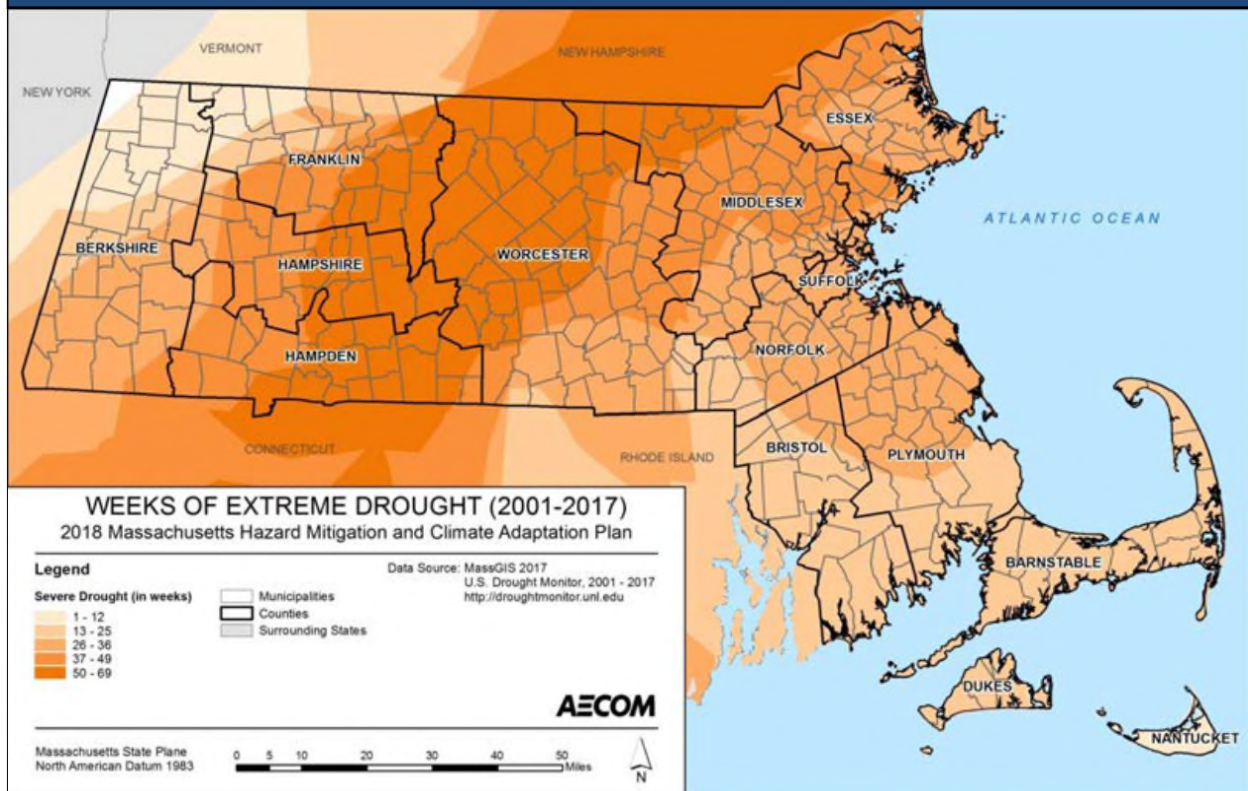 VERMONT
NEW HAMPSHIRE
NEW YORK
ESSEX
FRANKLIN
MIDDLESEX
ATLANTIC OCEAN
BERKSHIRE
WORCESTER
HAMPSHIRE
SUFFOLK
HAMPDEN
NORFOLK
CONNECTICUT
RHODE ISLAND
BRISTOL
PLYMOUTH
BARNSTABLE
DUKES
NANTUCKET
WEEKS OF EXTREME DROUGHT (2001-2017)
2018 Massachusetts Hazard Mitigation and Climate Adaptation Plan
Legend
Severe Drought (in weeks)
1 - 12
13 - 25
26 - 36
37 - 49
50 - 69
Municipalities
Counties
Surrounding States
Data Source: MassGIS 2017
U.S. Drought Monitor, 2001 - 2017
http://droughtmonitor.unl.edu
AECOM
Massachusetts State Plane
North American Datum 1983
0 5 10 20 30 40 50
Miles
N